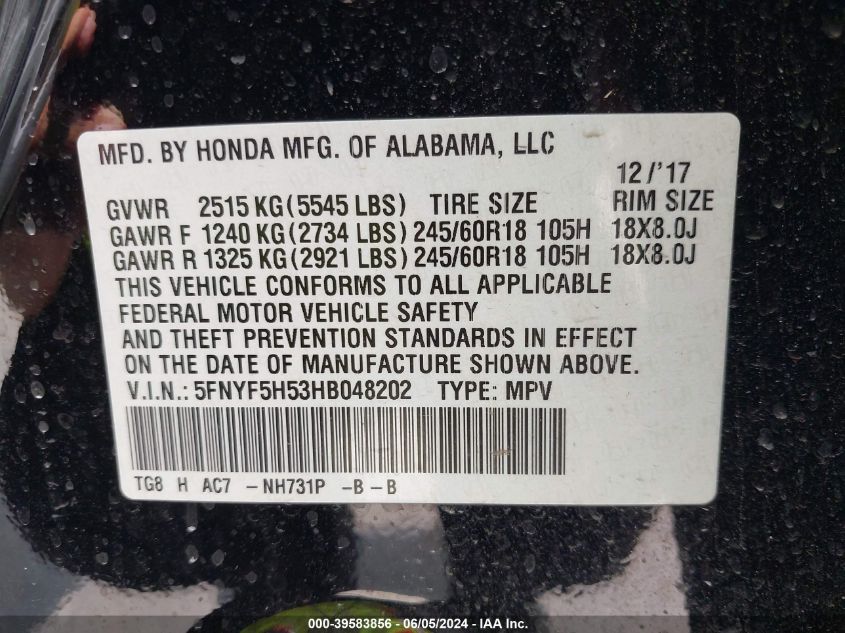 MFD. BY HONDA MFG. OF ALABAMA, LLC
12/'17
GVWR 2515 KG (5545 LBS) TIRE SIZE RIM SIZE
GAWR F 1240 KG (2734 LBS) 245/60R18 105H 18X8.0J
GAWR R 1325 KG (2921 LBS) 245/60R18 105H 18X8.0J
THIS VEHICLE CONFORMS TO ALL APPLICABLE
FEDERAL MOTOR VEHICLE SAFETY
AND THEFT PREVENTION STANDARDS IN EFFECT
ON THE DATE OF MANUFACTURE SHOWN ABOVE.
V.I.N.: 5FNYF5H53HB048202 TYPE: MPV
TG8 H AC7 -NH731P -B -B
000-39583856 - 06/05/2024 - IAA Inc.